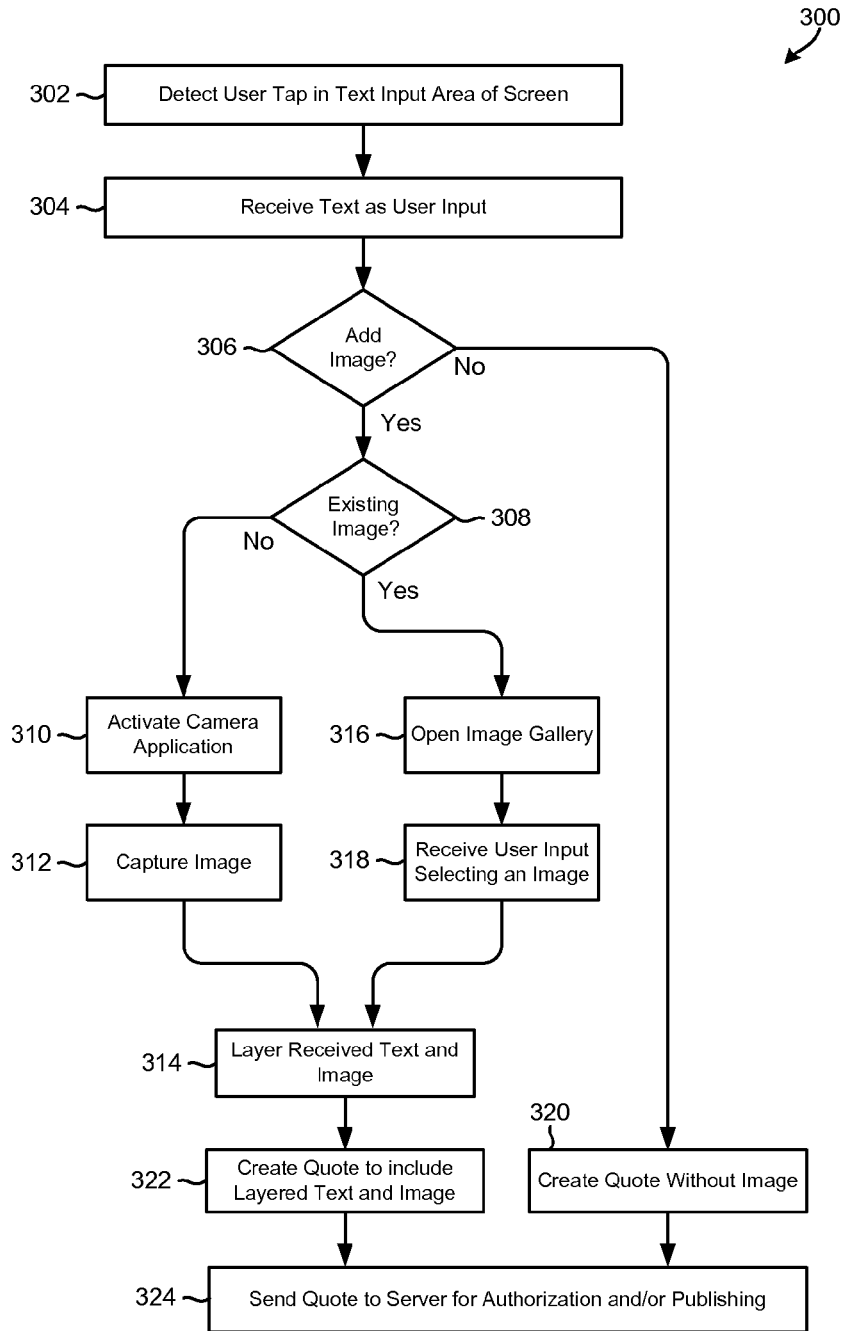 300
302
Detect User Tap in Text Input Area of Screen
304
Receive Text as User Input
306
Add
Image?
No
Yes
Existing
Image?
308
No
Yes
310
Activate Camera
Application
316
Open Image Gallery
312
Capture Image
318
Receive User Input
Selecting an Image
314
Layer Received Text and
Image
320
322
Create Quote to include
Layered Text and Image
Create Quote Without Image
324
Send Quote to Server for Authorization and/or Publishing